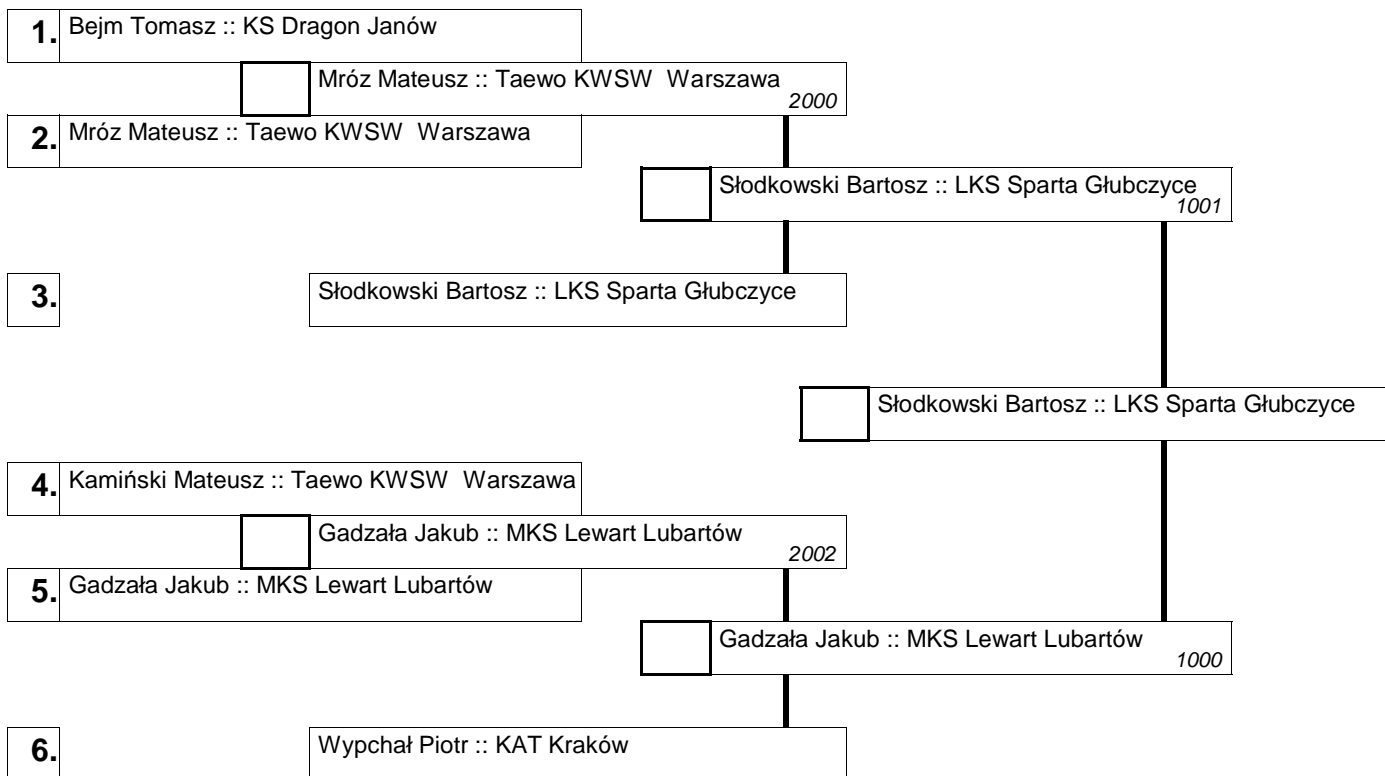 1. Bejm Tomasz :: KS Dragon Janów
Mróz Mateusz :: Taewo KWSW Warszawa
2000
2. Mróz Mateusz :: Taewo KWSW Warszawa
Słodkowski Bartosz :: LKS Sparta Głubczyce
1001
3. Słodkowski Bartosz :: LKS Sparta Głubczyce
Słodkowski Bartosz :: LKS Sparta Głubczyce
4. Kamiński Mateusz :: Taewo KWSW Warszawa
Gadzała Jakub :: MKS Lewart Lubartów
2002
5. Gadzała Jakub :: MKS Lewart Lubartów
Gadzała Jakub :: MKS Lewart Lubartów
1000
6. Wypchał Piotr :: KAT Kraków